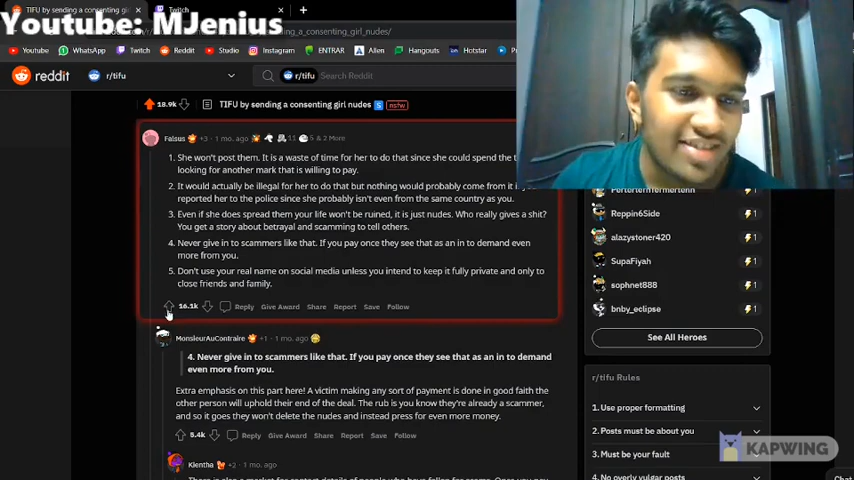 TIFU by sending a consenting girl nu
Twitch
Youtube: MJenius
_a_consenting_girl_nudes/
Youtube WhatsApp Twitch Reddit Studio Instagram ENTRAR Alien Hangouts Hotstar
reddit r/tifu r/tifu Search Reddit
18.9k TIFU by sending a consenting girl nudes S nsfw
Falsus +3 · 1 mo. ago 11 5 & 2 More
1. She won't post them. It is a waste of time for her to do that since she could spend the
looking for another mark that is willing to pay.
2. It would actually be illegal for her to do that but nothing would probably come from it
reported her to the police since she probably isn't even from the same country as you.
3. Even if she does spread them your life won't be ruined, it is just nudes. Who really gives a shit?
You get a story about betrayal and scamming to tell others.
4. Never give in to scammers like that. If you pay once they see that as an in to demand even
more from you.
5. Don't use your real name on social media unless you intend to keep it fully private and only to
close friends and family.
16.1k Reply Give Award Share Report Save Follow
MonsieurAuContraire +1 · 1 mo. ago
4. Never give in to scammers like that. If you pay once they see that as an in to demand
even more from you.
Extra emphasis on this part here! A victim making any sort of payment is done in good faith the
other person will uphold their end of the deal. The rub is you know they're already a scammer,
and so it goes they won't delete the nudes and instead press for even more money.
5.4k Reply Give Award Share Report Save Follow
Klentha +2 · 1 mo. ago
Reppin6Side 1
alazystoner420 1
SupaFiyah 1
sophnet888 1
bnby_eclipse 1
See All Heroes
r/tifu Rules
1. Use proper formatting
2. Posts must be about you
3. Must be your fault
4. No overly vulgar posts
KAPWING
Chat